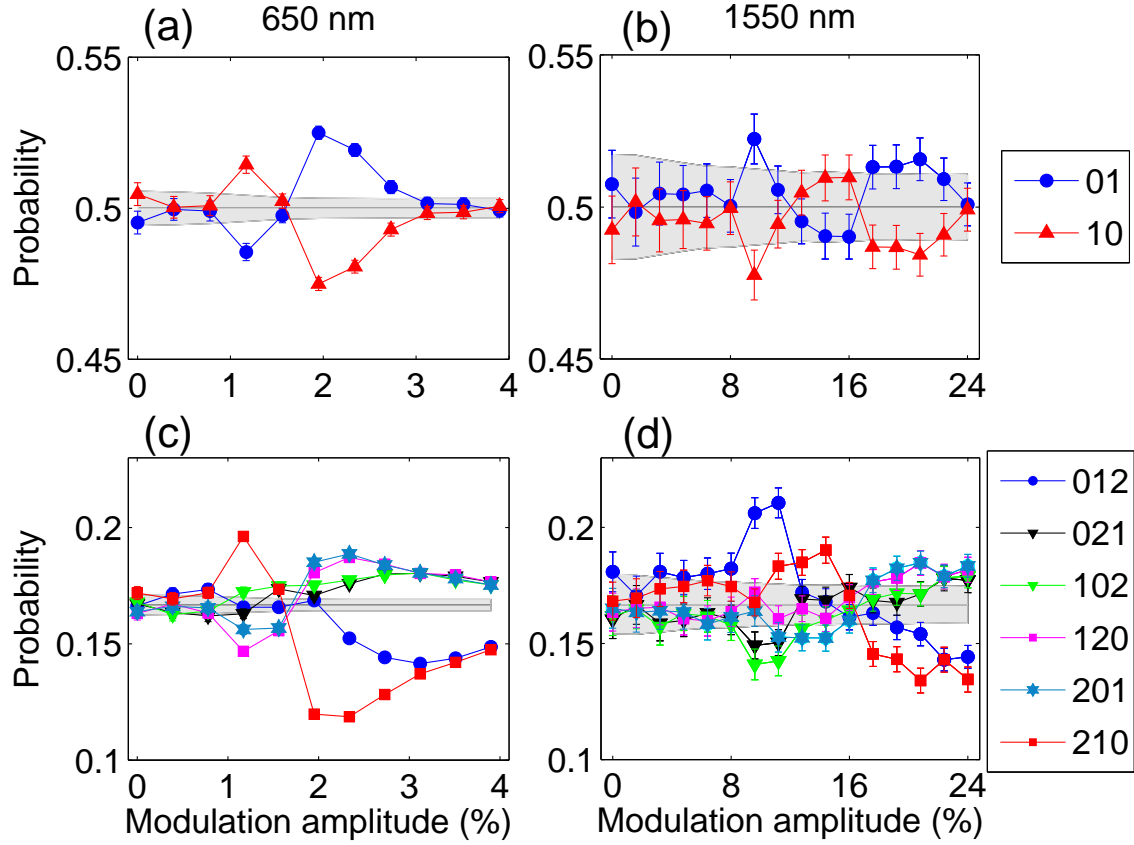 (a) 650 nm
(b) 1550 nm
Probability
0.55
0.5
0.45
0 1 2 3 4
0.55
0.5
0.45
0 8 16 24
01
10
(c)
(d)
Probability
0.2
0.15
0.1
0 1 2 3 4
Modulation amplitude (%)
0.2
0.15
0.1
0 8 16 24
Modulation amplitude (%)
012
021
102
120
201
210